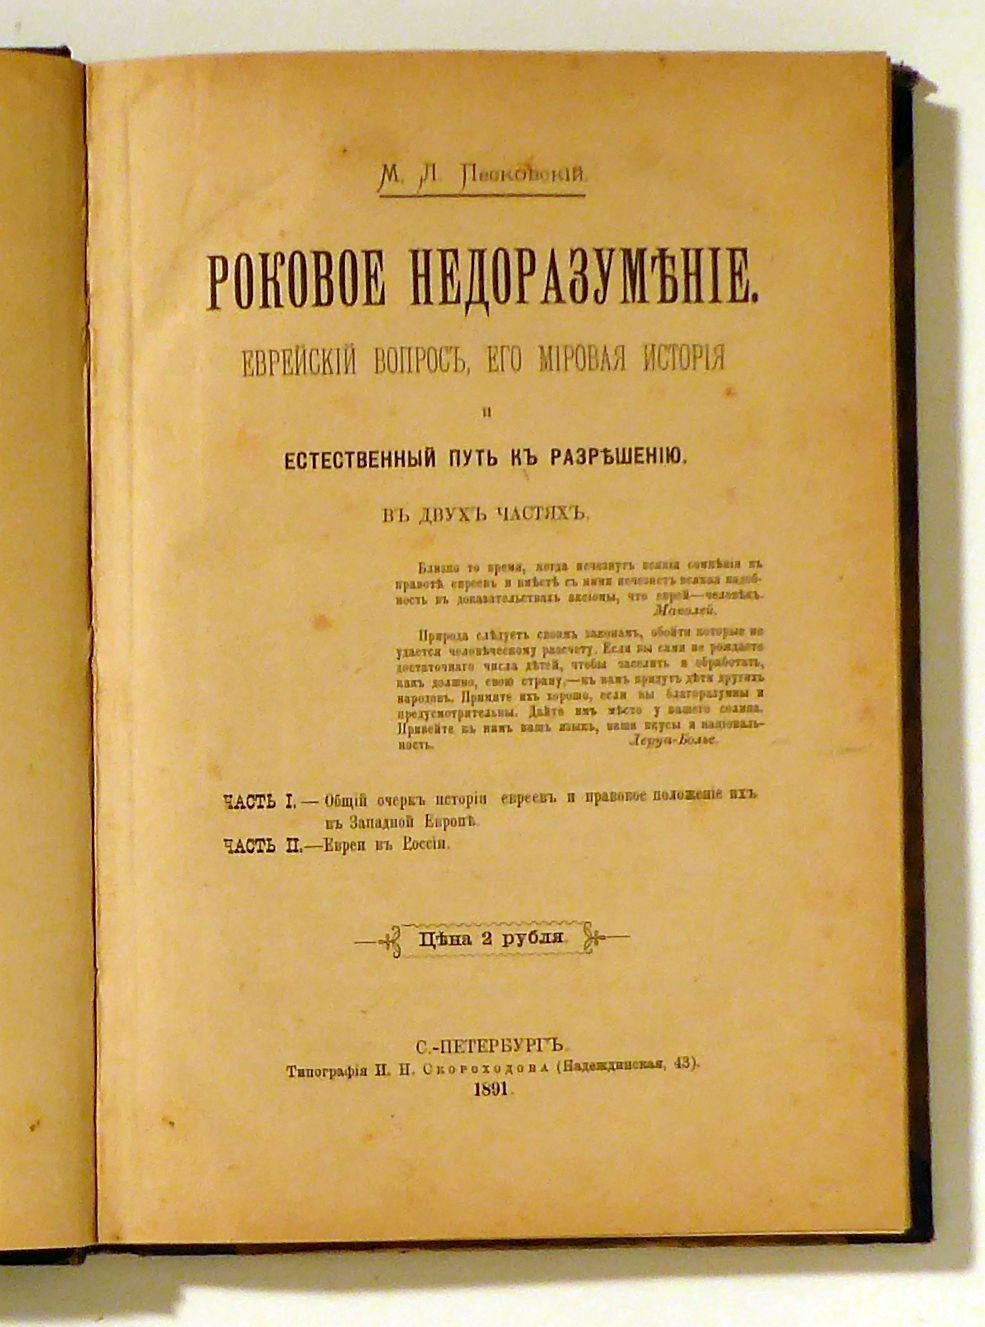 М. Л. Песковскій.
РОКОВОЕ НЕДОРАЗУМѢНІЕ.
ЕВРЕЙСКІЙ ВОПРОСЪ, ЕГО МІРОВАЯ ИСТОРІЯ
И
ЕСТЕСТВЕННЫЙ ПУТЬ КЪ РАЗРѢШЕНІЮ.
ВЪ ДВУХЪ ЧАСТЯХЪ.
Близко то время, когда исчезнутъ всякія сомнѣнія въ
правотѣ евреевъ и вмѣстѣ съ ними исчезнетъ всякая надоб-
ность въ доказательствахъ аксіомы, что еврей—человѣкъ.
Маколей.
Природа слѣдуетъ своимъ законамъ, обойти которые не
удается человѣческому разсчету. Если вы сами не рождаете
достаточнаго числа дѣтей, чтобы заселить и обработать,
какъ должно, свою страну,—къ вамъ придутъ дѣти другихъ
народовъ. Примите ихъ хорошо, если вы благоразумны и
предусмотрительны. Дайте имъ мѣсто у вашего солнца.
Привейте къ нимъ вашъ языкъ, ваши вкусы и національ-
ность.
Леруа-Болье.
ЧАСТЬ I.— Общій очеркъ исторіи евреевъ и правовое положеніе ихъ
въ Западной Европѣ.
ЧАСТЬ II.—Евреи въ Россіи.
Цѣна 2 рубля
С.-ПЕТЕРБУРГЪ.
Типографія И. Н. Скороходова (Надеждинская, 43).
1891.